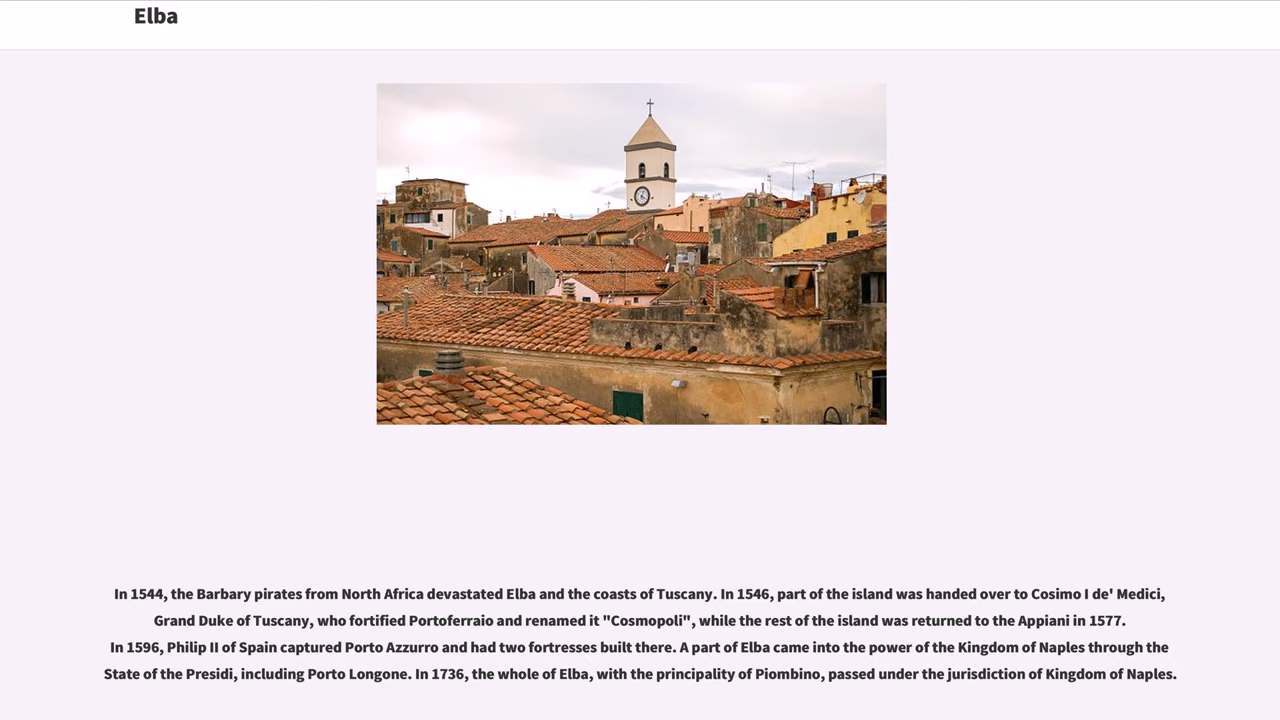 Elba
In 1544, the Barbary pirates from North Africa devastated Elba and the coasts of Tuscany. In 1546, part of the island was handed over to Cosimo I de' Medici,
Grand Duke of Tuscany, who fortified Portoferraio and renamed it "Cosmopoli", while the rest of the island was returned to the Appiani in 1577.
In 1596, Philip II of Spain captured Porto Azzurro and had two fortresses built there. A part of Elba came into the power of the Kingdom of Naples through the
State of the Presidi, including Porto Longone. In 1736, the whole of Elba, with the principality of Piombino, passed under the jurisdiction of Kingdom of Naples.